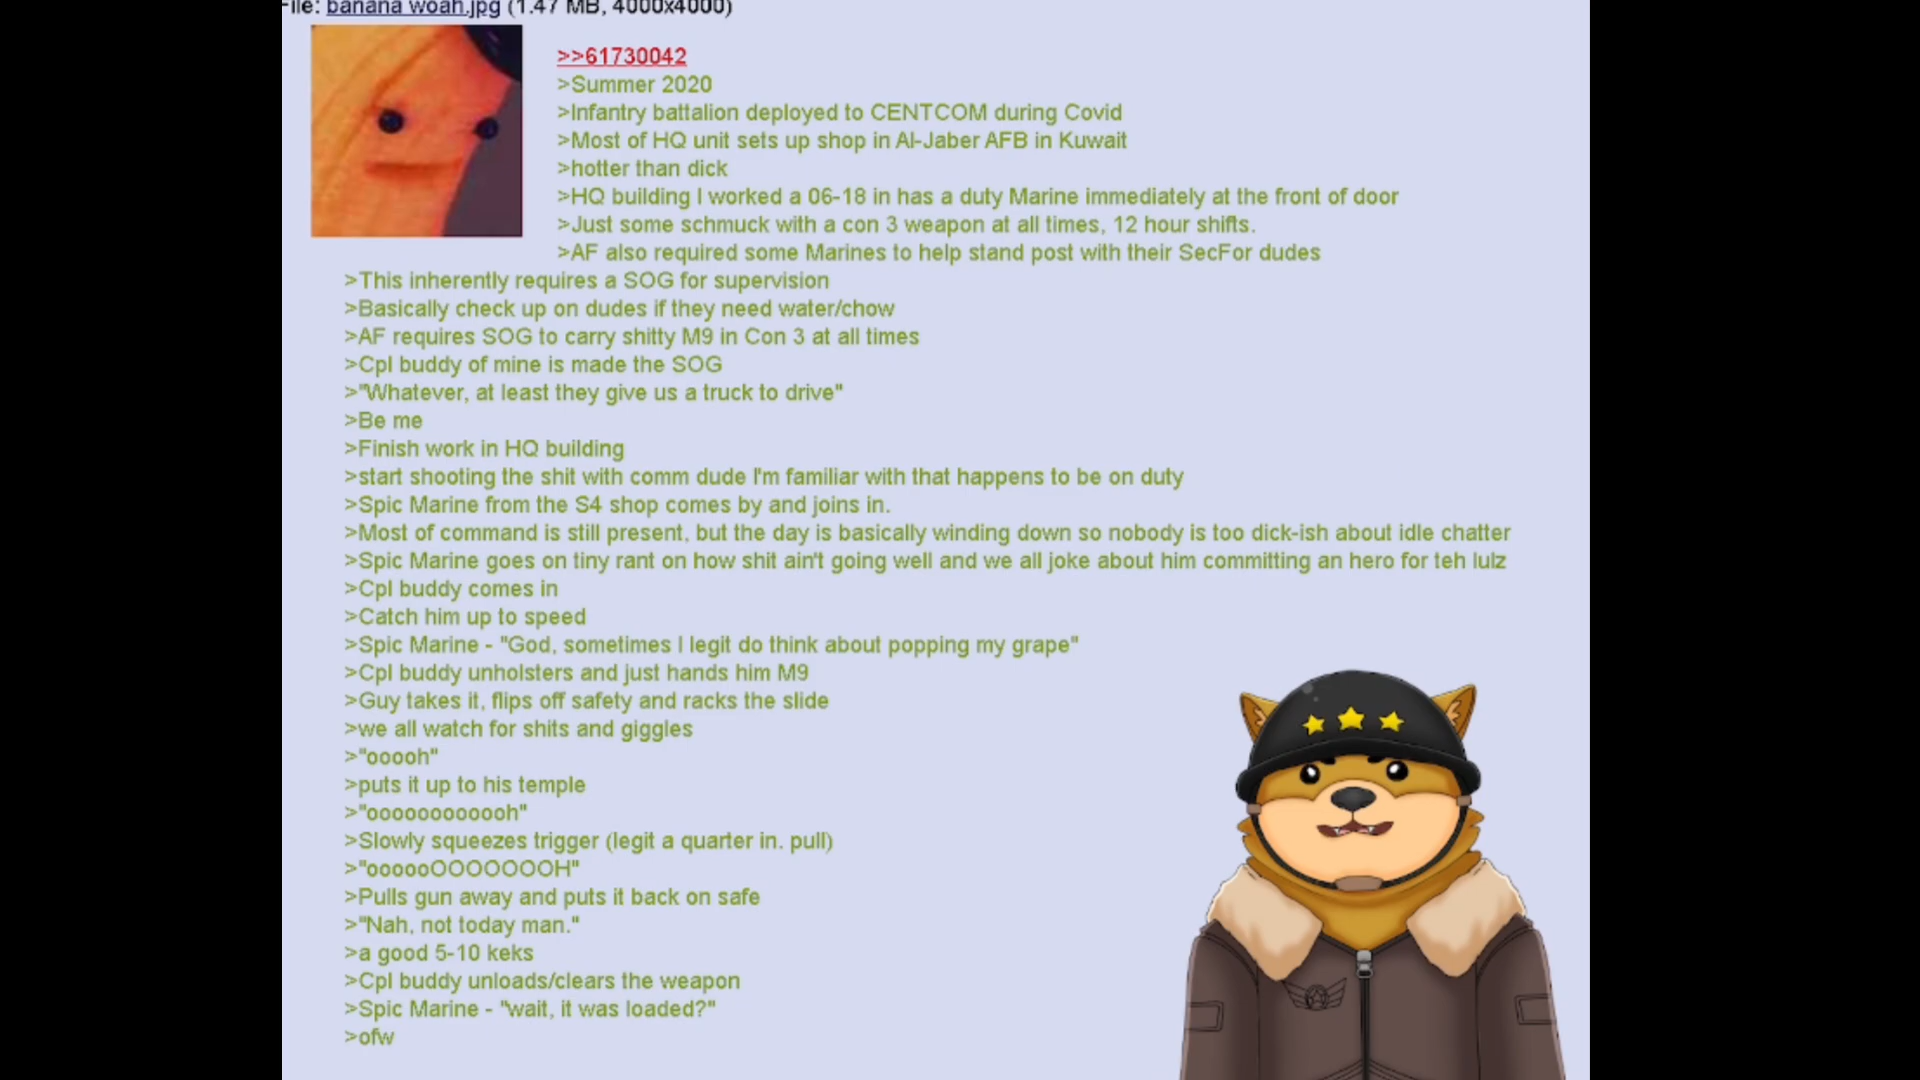 File: banana woah.jpg (1.47 MB, 4000x4000)
>>61730042
>Summer 2020
>Infantry battalion deployed to CENTCOM during Covid
>Most of HQ unit sets up shop in Al-Jaber AFB in Kuwait
>hotter than dick
>HQ building I worked a 06-18 in has a duty Marine immediately at the front of door
>Just some schmuck with a con 3 weapon at all times, 12 hour shifts.
>AF also required some Marines to help stand post with their SecFor dudes
>This inherently requires a SOG for supervision
>Basically check up on dudes if they need water/chow
>AF requires SOG to carry shitty M9 in Con 3 at all times
>Cpl buddy of mine is made the SOG
>"Whatever, at least they give us a truck to drive"
>Be me
>Finish work in HQ building
>start shooting the shit with comm dude I'm familiar with that happens to be on duty
>Spic Marine from the S4 shop comes by and joins in.
>Most of command is still present, but the day is basically winding down so nobody is too dick-ish about idle chatter
>Spic Marine goes on tiny rant on how shit ain't going well and we all joke about him committing an hero for teh lulz
>Cpl buddy comes in
>Catch him up to speed
>Spic Marine - "God, sometimes I legit do think about popping my grape"
>Cpl buddy unholsters and just hands him M9
>Guy takes it, flips off safety and racks the slide
>we all watch for shits and giggles
>"ooooh"
>puts it up to his temple
>"oooooooooooh"
>Slowly squeezes trigger (legit a quarter in. pull)
>"oooooOOOOOOOH"
>Pulls gun away and puts it back on safe
>"Nah, not today man."
>a good 5-10 keks
>Cpl buddy unloads/clears the weapon
>Spic Marine - "wait, it was loaded?"
>ofw